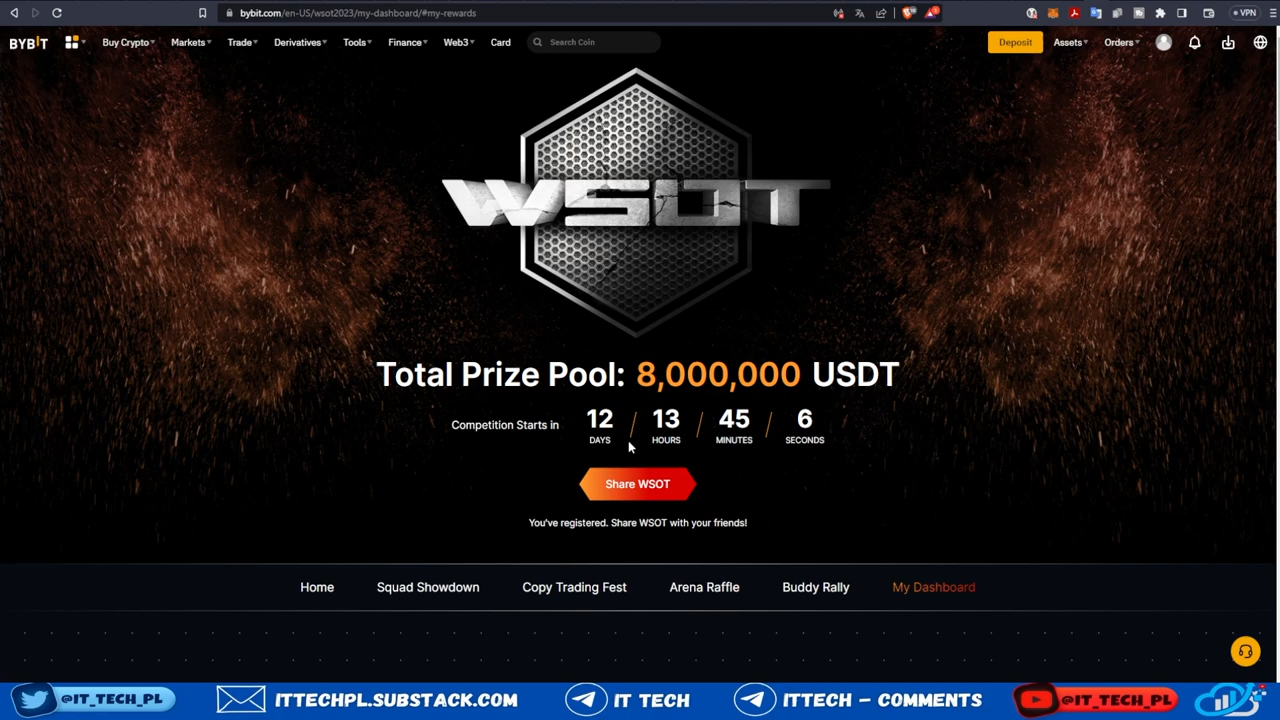 bybit.com/en-US/wsot2023/my-dashboard/#my-rewards
VPN
BYBIT Buy Crypto Markets Trade Derivatives Tools Finance Web3 Card Search Coin Deposit Assets Orders
WSOT
Total Prize Pool: 8,000,000 USDT
Competition Starts in 12 / 13 / 45 / 6
DAYS HOURS MINUTES SECONDS
Share WSOT
You've registered. Share WSOT with your friends!
Home Squad Showdown Copy Trading Fest Arena Raffle Buddy Rally My Dashboard
@IT_TECH_PL ITTECHPL.SUBSTACK.COM IT TECH ITTECH - COMMENTS @IT_TECH_PL